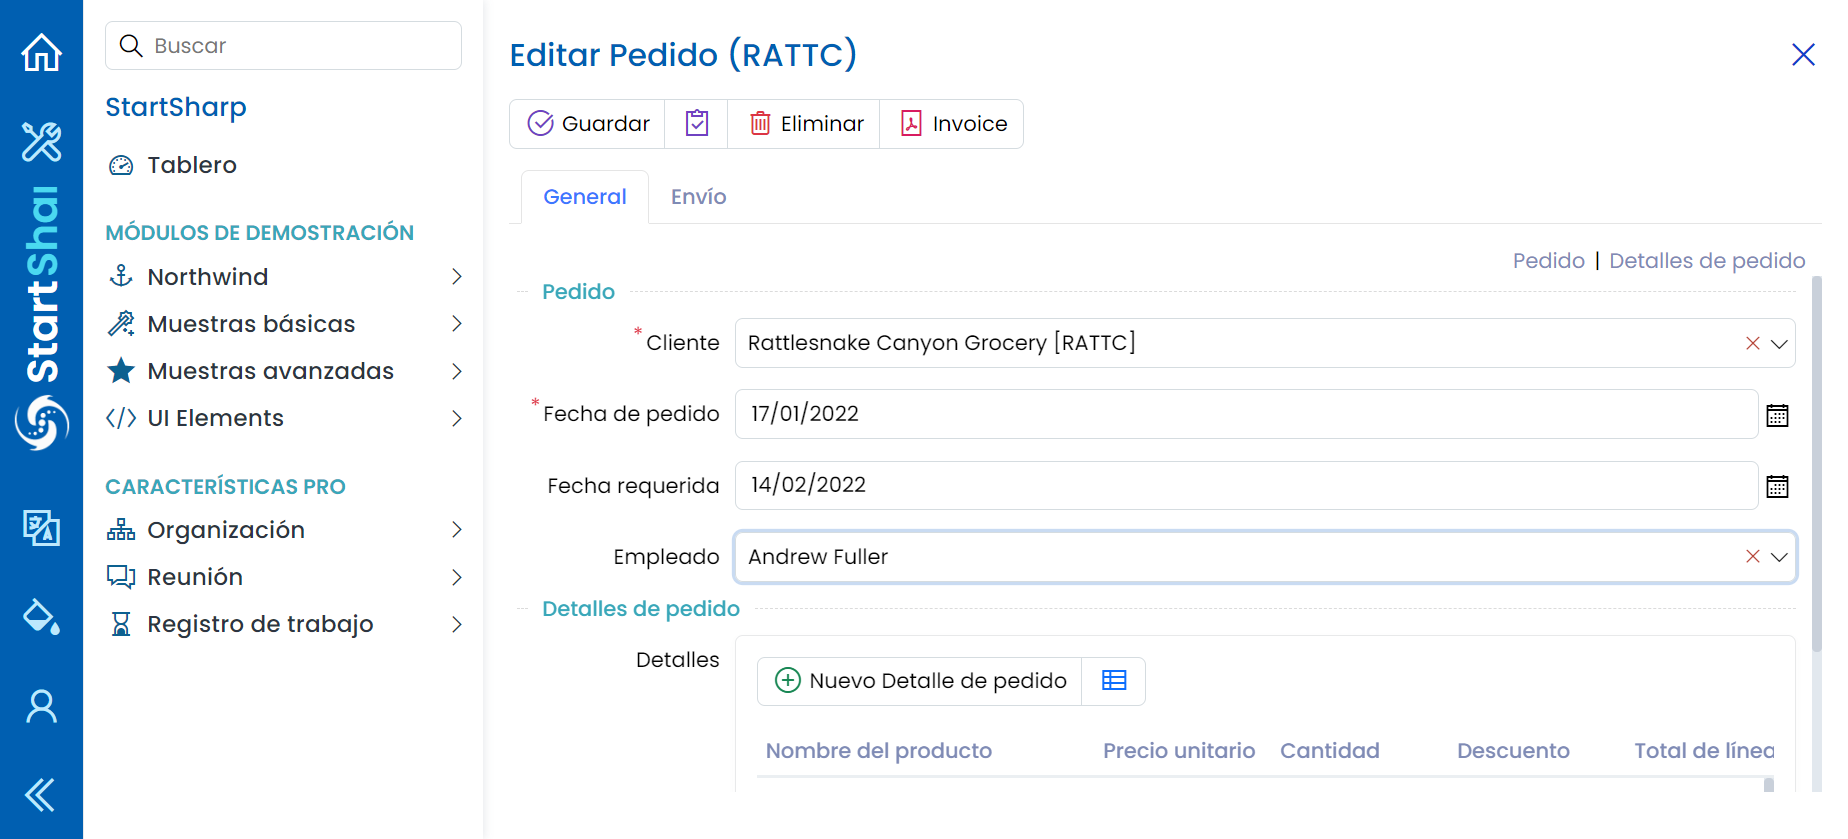 StartShar
Buscar
StartSharp
Tablero
MÓDULOS DE DEMOSTRACIÓN
Northwind
Muestras básicas
Muestras avanzadas
UI Elements
CARACTERÍSTICAS PRO
Organización
Reunión
Registro de trabajo
Editar Pedido (RATTC)
Guardar
Eliminar
Invoice
General
Envío
Pedido | Detalles de pedido
Pedido
* Cliente
Rattlesnake Canyon Grocery [RATTC]
* Fecha de pedido
17/01/2022
Fecha requerida
14/02/2022
Empleado
Andrew Fuller
Detalles de pedido
Detalles
Nuevo Detalle de pedido
Nombre del producto Precio unitario Cantidad Descuento Total de línea